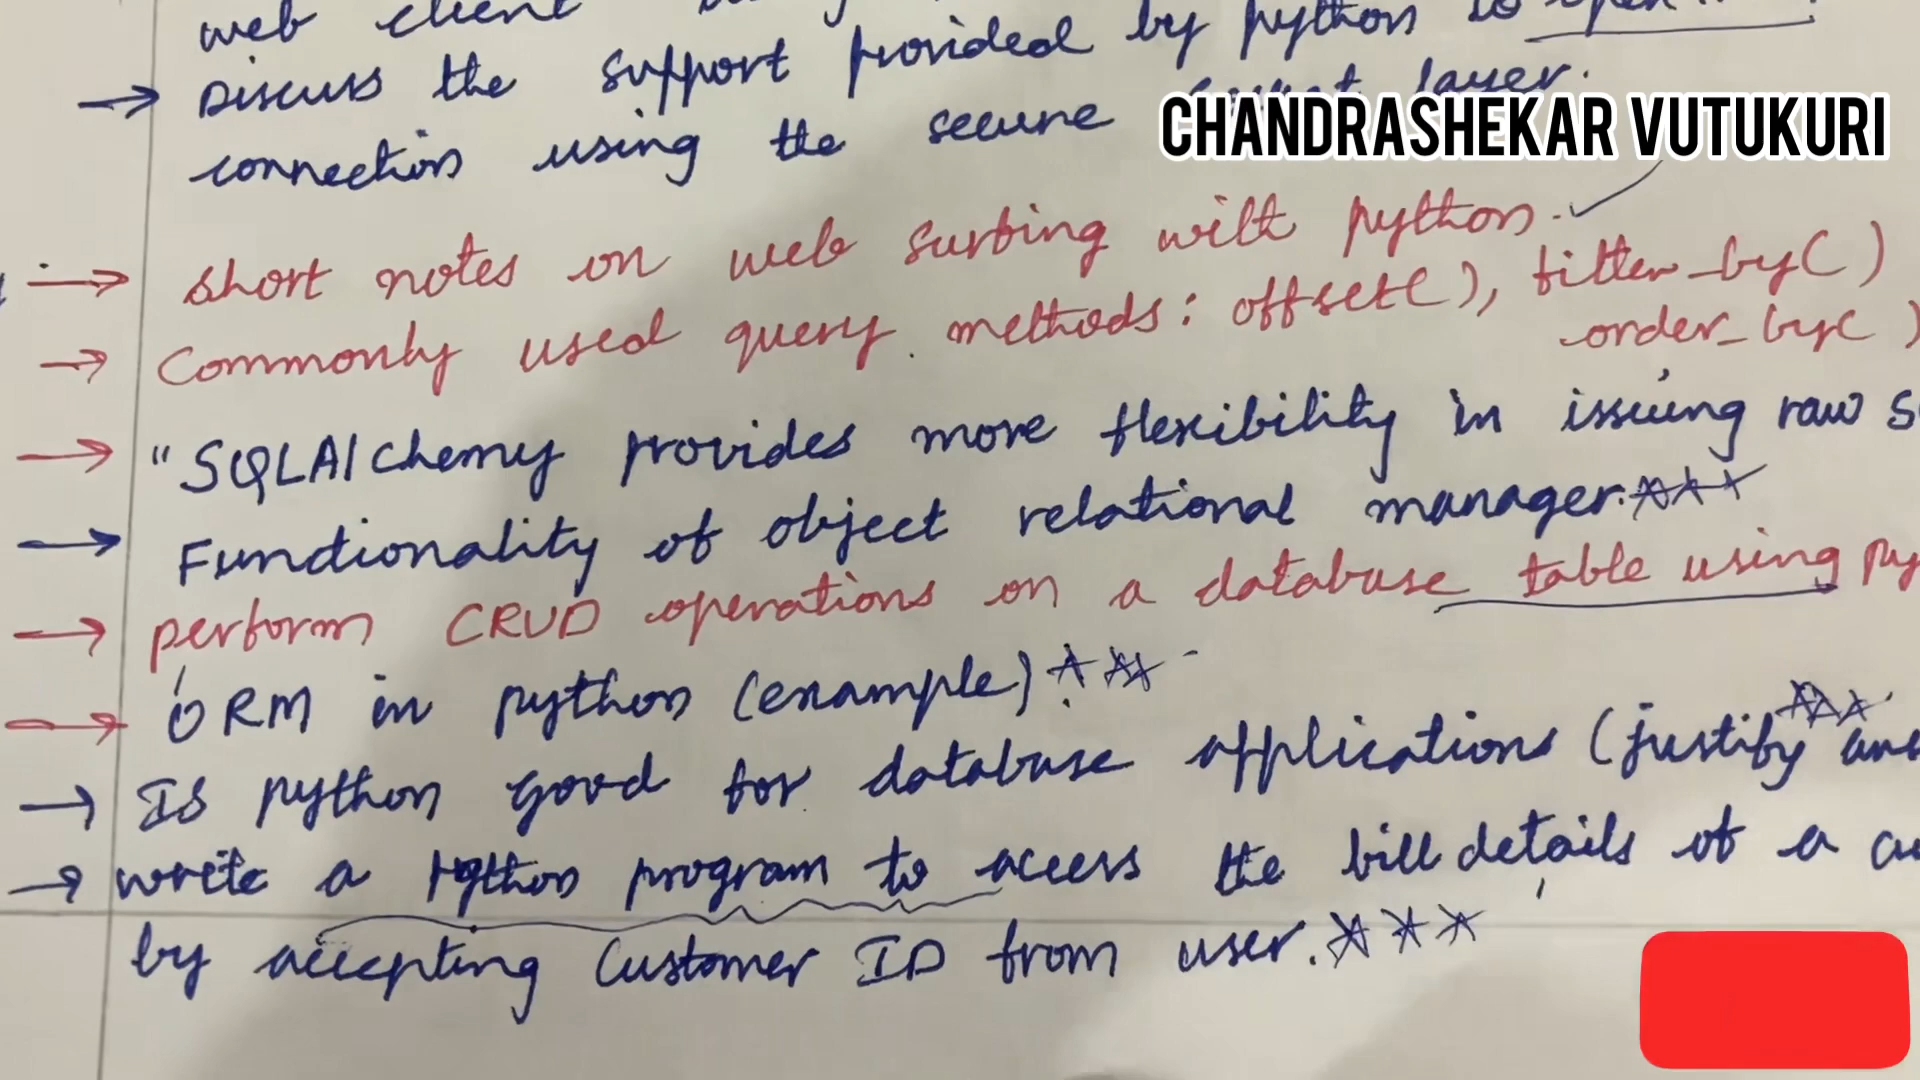 web client
→ Discuss the support provided by python to open
connection using the secure layer.
CHANDRASHEKAR VUTUKURI
→ short notes on web surfing with python.
→ Commonly used query methods: offset(), filter_by()
order_by()
→ "SQLAlchemy provides more flexibility in issuing raw S
→ Functionality of object relational manager.
→ perform CRUD operations on a database table using py
→ ORM in python (example)
→ Is python good for database applications (justify
→ write a Python program to access the bill details of a cu
by accepting Customer ID from user.